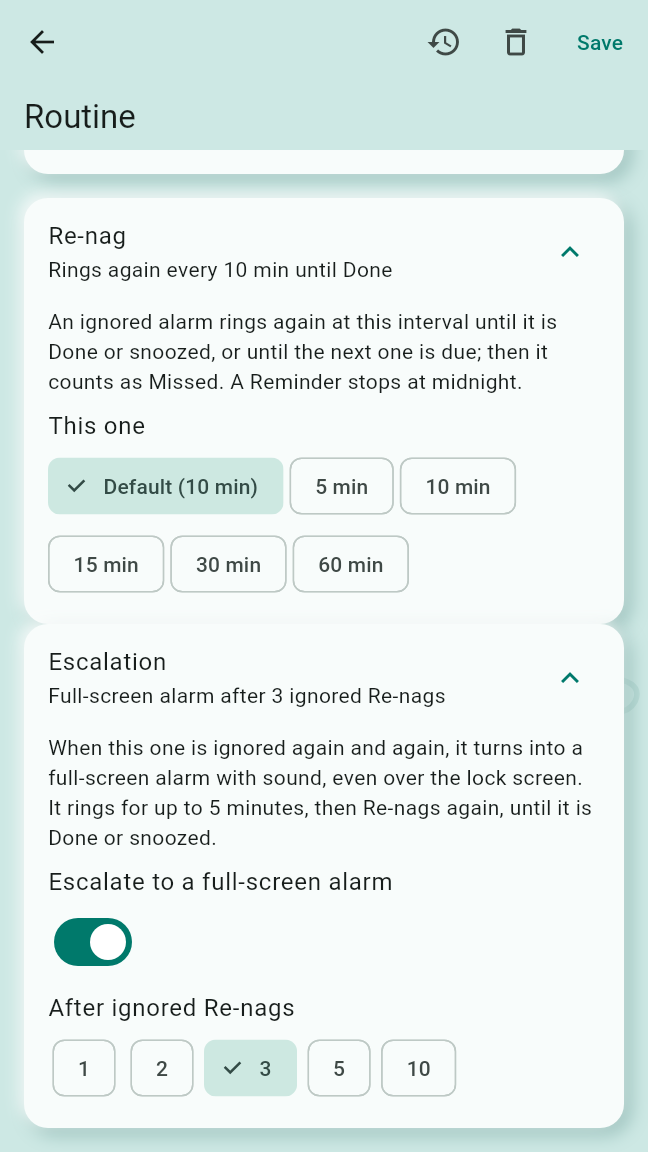 Save
Routine
Re-nag
Rings again every 10 min until Done
An ignored alarm rings again at this interval until it is
Done or snoozed, or until the next one is due; then it
counts as Missed. A Reminder stops at midnight.
This one
Default (10 min)
5 min
10 min
15 min
30 min
60 min
Escalation
Full-screen alarm after 3 ignored Re-nags
When this one is ignored again and again, it turns into a
full-screen alarm with sound, even over the lock screen.
It rings for up to 5 minutes, then Re-nags again, until it is
Done or snoozed.
Escalate to a full-screen alarm
After ignored Re-nags
1
2
3
5
10